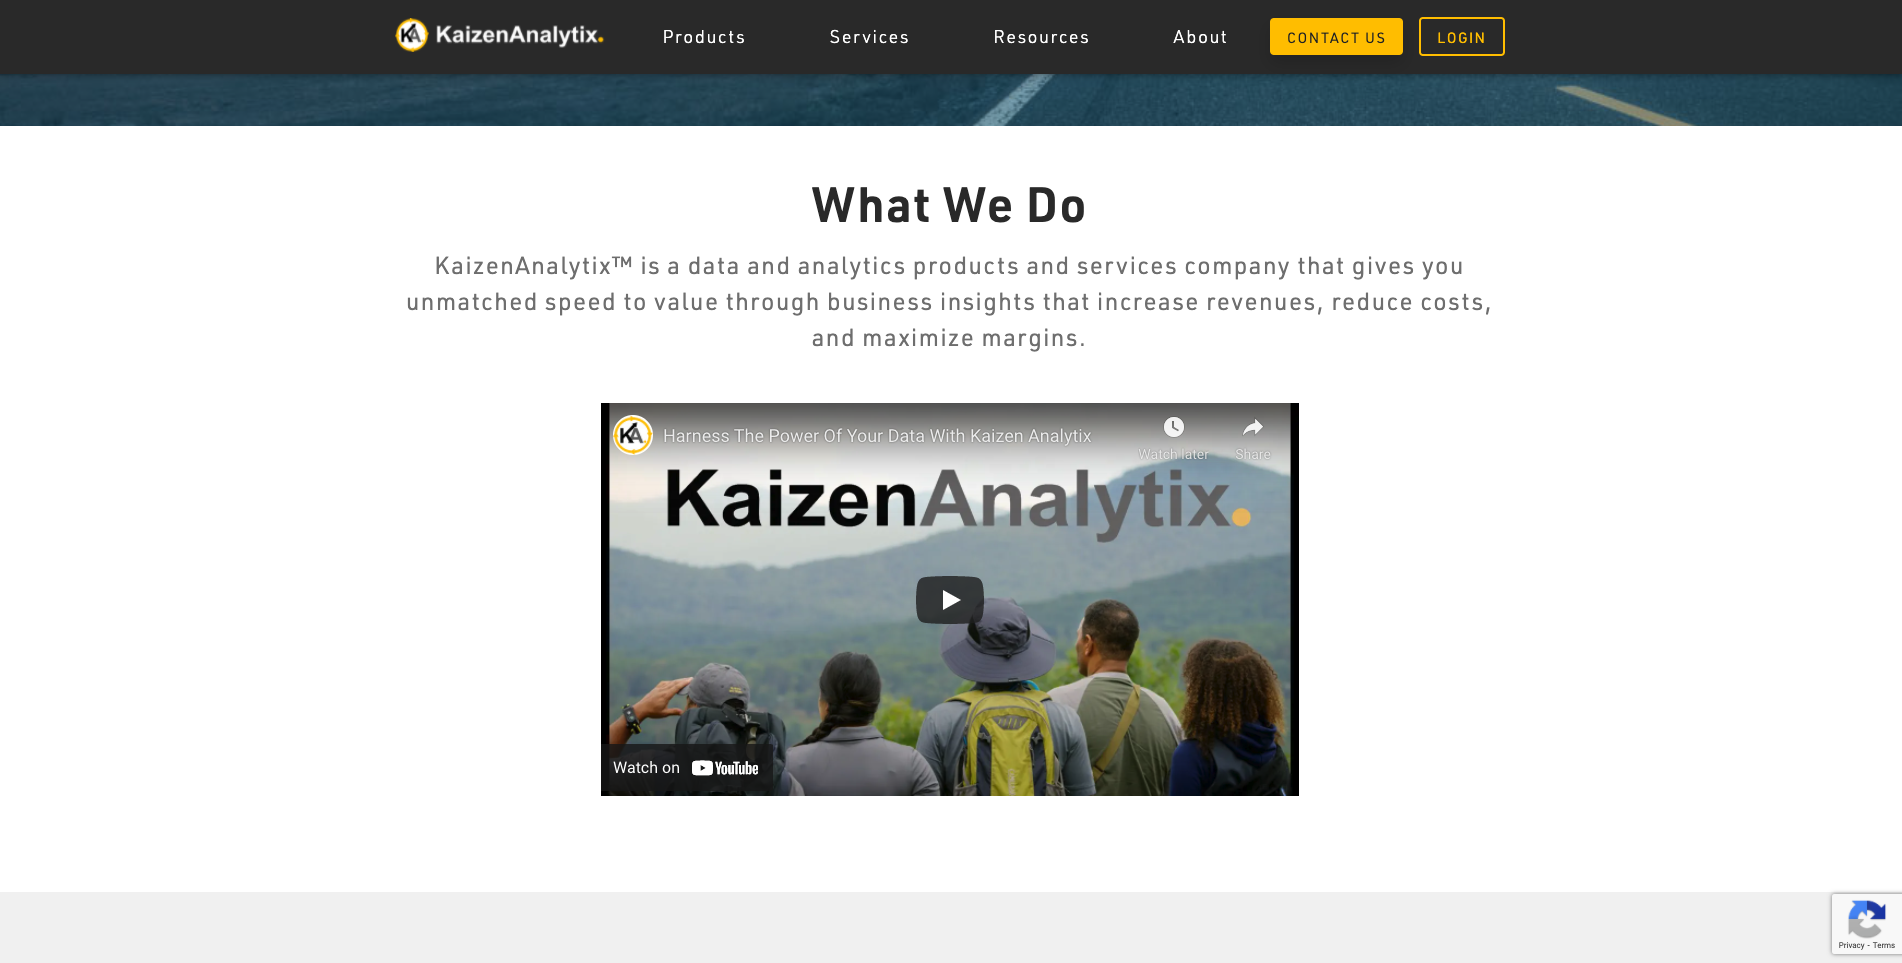 KA KaizenAnalytix.
Products
Services
Resources
About
CONTACT US
LOGIN
What We Do
KaizenAnalytix™ is a data and analytics products and services company that gives you
unmatched speed to value through business insights that increase revenues, reduce costs,
and maximize margins.
KA Harness The Power Of Your Data With Kaizen Analytix
Watch later
Share
KaizenAnalytix.
Watch on YouTube
Privacy - Terms